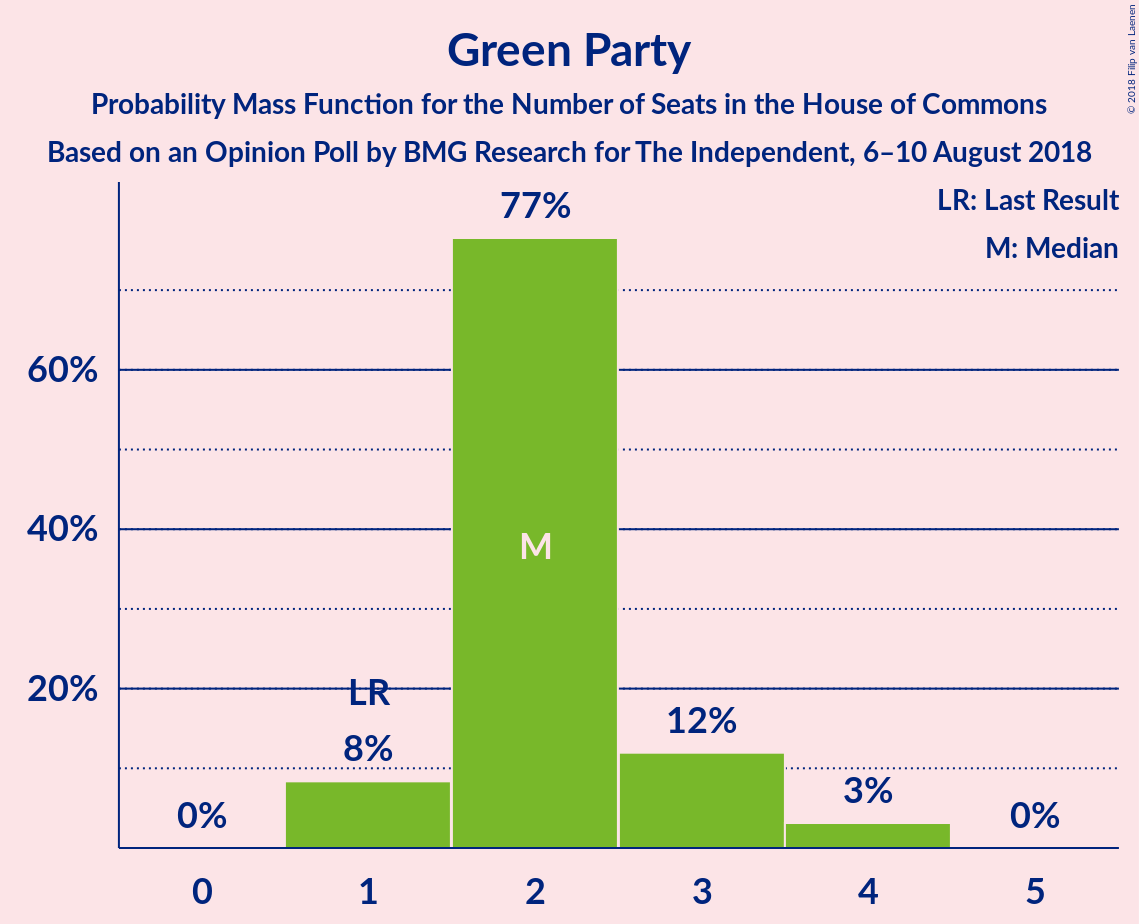 Green Party
Probability Mass Function for the Number of Seats in the House of Commons
Based on an Opinion Poll by BMG Research for The Independent, 6–10 August 2018
© 2018 Filip van Laenen
LR: Last Result
M: Median
77%
60%
40%
M
20%
LR
12%
8%
3%
0%
0%
0 1 2 3 4 5